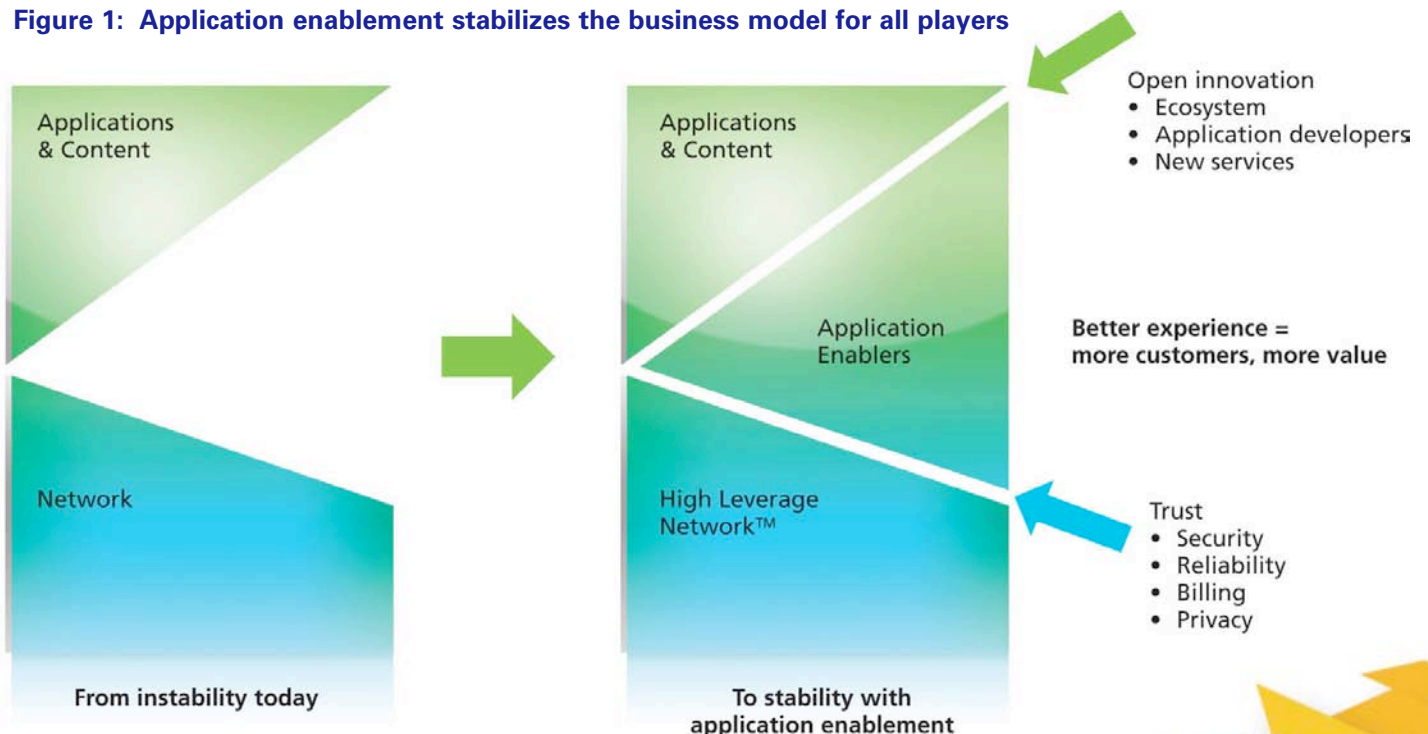 Figure 1:  Application enablement stabilizes the business model for all players
Applications
& Content
Network
From instability today
Applications
& Content
Application
Enablers
High Leverage
Network™
To stability with
application enablement
Open innovation
• Ecosystem
• Application developers
• New services
Better experience =
more customers, more value
Trust
• Security
• Reliability
• Billing
• Privacy